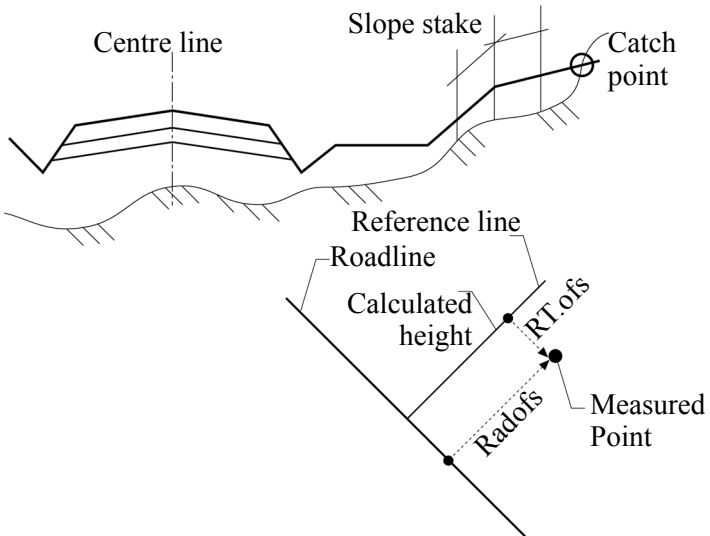 Slope stake
Centre line
Catch
point
Reference line
Roadline
Calculated
height
RT.ofs
Radofs
Measured
Point